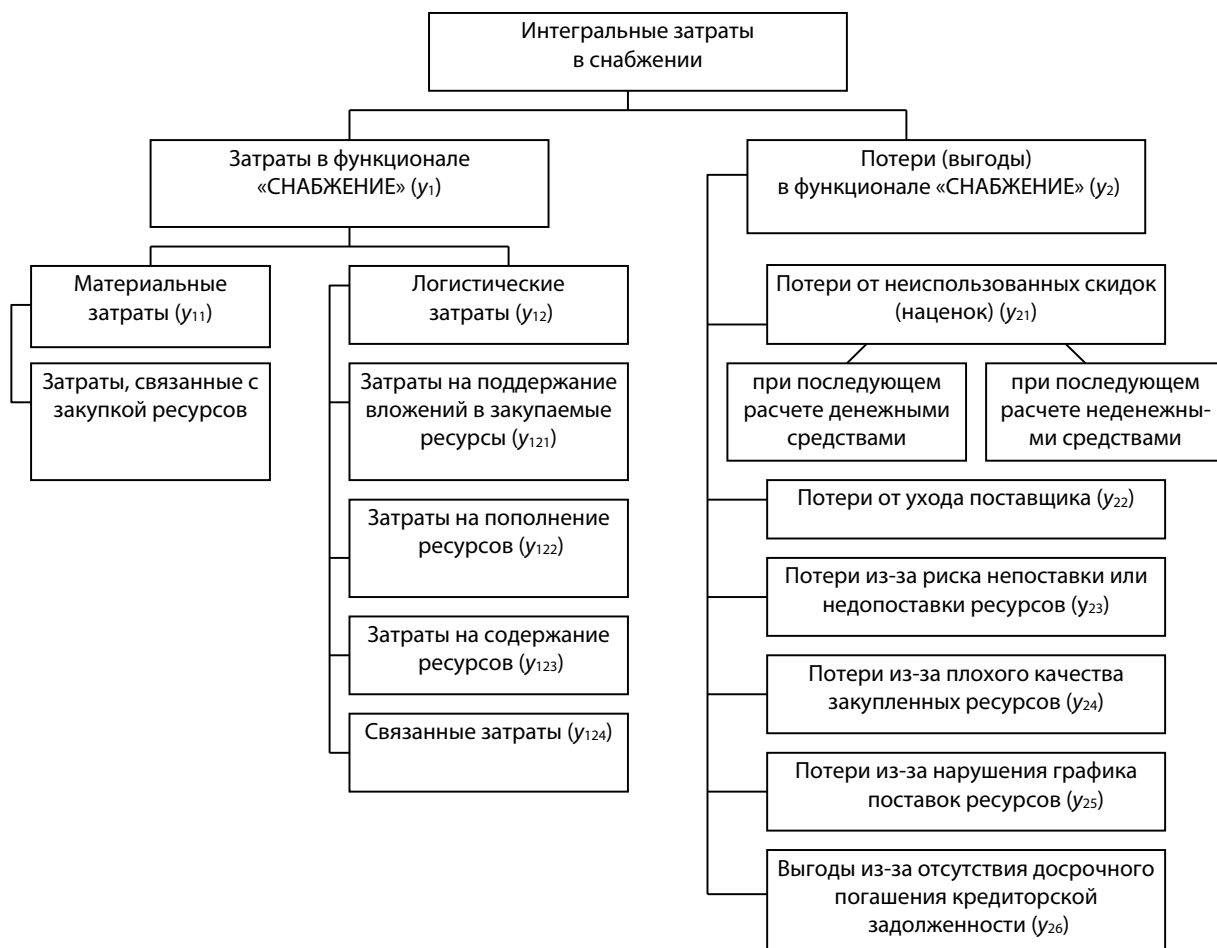 Интегральные затраты
в снабжении
Затраты в функционале
«СНАБЖЕНИЕ» (y1)
Потери (выгоды)
в функционале «СНАБЖЕНИЕ» (y2)
Материальные
затраты (y11)
Затраты, связанные с
закупкой ресурсов
Логистические
затраты (y12)
Затраты на поддержание
вложений в закупаемые
ресурсы (y121)
Затраты на пополнение
ресурсов (y122)
Затраты на содержание
ресурсов (y123)
Связанные затраты (y124)
Потери от неиспользованных скидок
(наценок) (y21)
при последующем
расчете денежными
средствами
при последующем
расчете неденежны-
ми средствами
Потери от ухода поставщика (y22)
Потери из-за риска непоставки или
недопоставки ресурсов (y23)
Потери из-за плохого качества
закупленных ресурсов (y24)
Потери из-за нарушения графика
поставок ресурсов (y25)
Выгоды из-за отсутствия досрочного
погашения кредиторской
задолженности (y26)